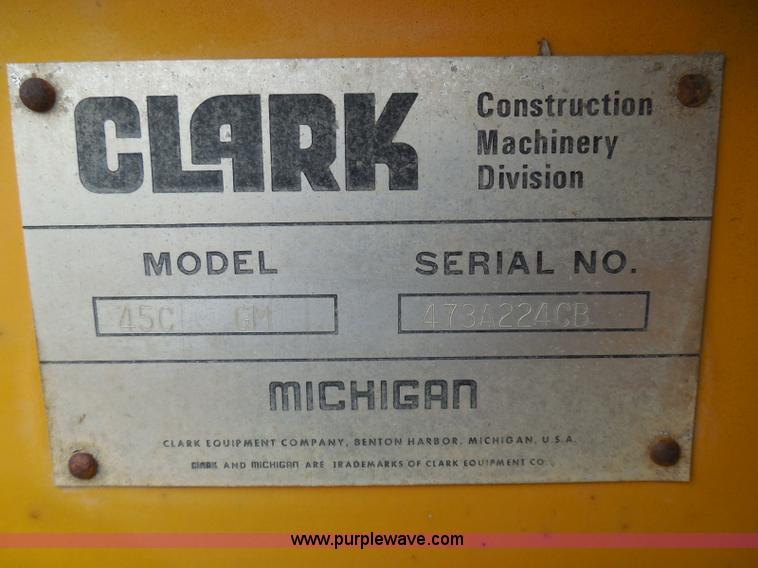 CLARK
Construction
Machinery
Division
MODEL
SERIAL NO.
45C GM
473A224CB
MICHIGAN
CLARK EQUIPMENT COMPANY, BENTON HARBOR, MICHIGAN, U.S.A.
CLARK AND MICHIGAN ARE TRADEMARKS OF CLARK EQUIPMENT CO.
www.purplewave.com